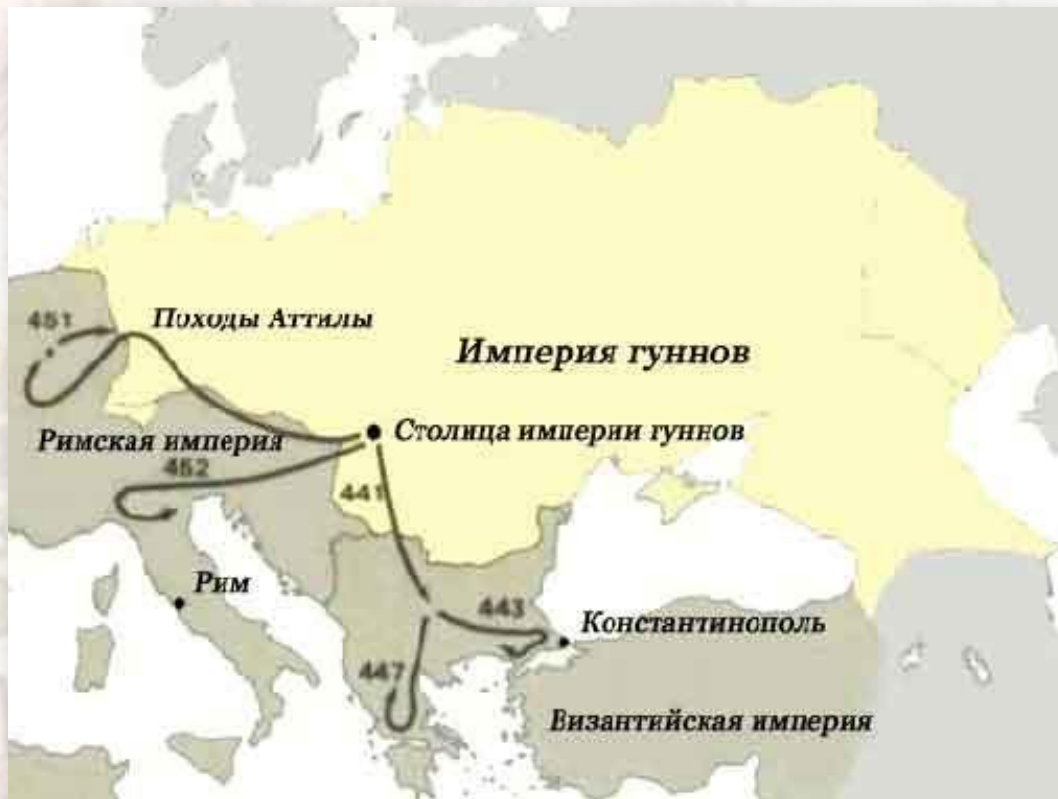 451
Походы Аттилы
Империя гуннов
Столица империи гуннов
Римская империя
452
441
Рим
443
Константинополь
447
Византийская империя